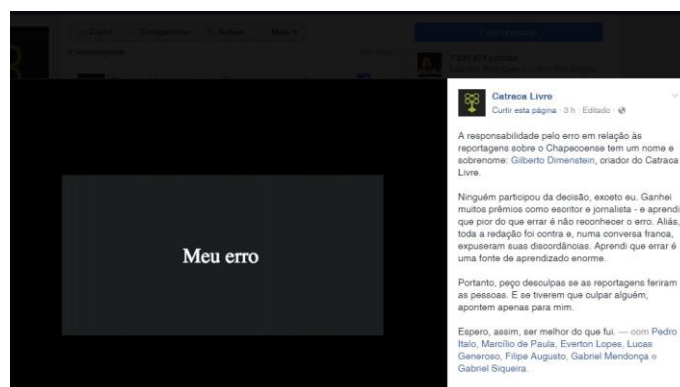 Curtir
Compartilhar
Salvar
Mais
Catraca Livre
Curtir esta página · 3 h · Editado ·
A responsabilidade pelo erro em relação às
reportagens sobre o Chapecoense tem um nome e
sobrenome: Gilberto Dimenstein, criador do Catraca
Livre.
Ninguém participou da decisão, exceto eu. Ganhei
muitos prêmios como escritor e jornalista - e aprendi
que pior do que errar é não reconhecer o erro. Aliás,
toda a redação foi contra e, numa conversa franca,
expuseram suas discordâncias. Aprendi que errar é
uma fonte de aprendizado enorme.
Portanto, peço desculpas se as reportagens feriram
as pessoas. E se tiverem que culpar alguém,
apontem apenas para mim.
Espero, assim, ser melhor do que fui. — com Pedro
Italo, Marcílio de Paula, Everton Lopes, Lucas
Generoso, Filipe Augusto, Gabriel Mendonça e
Gabriel Siqueira.
Meu erro